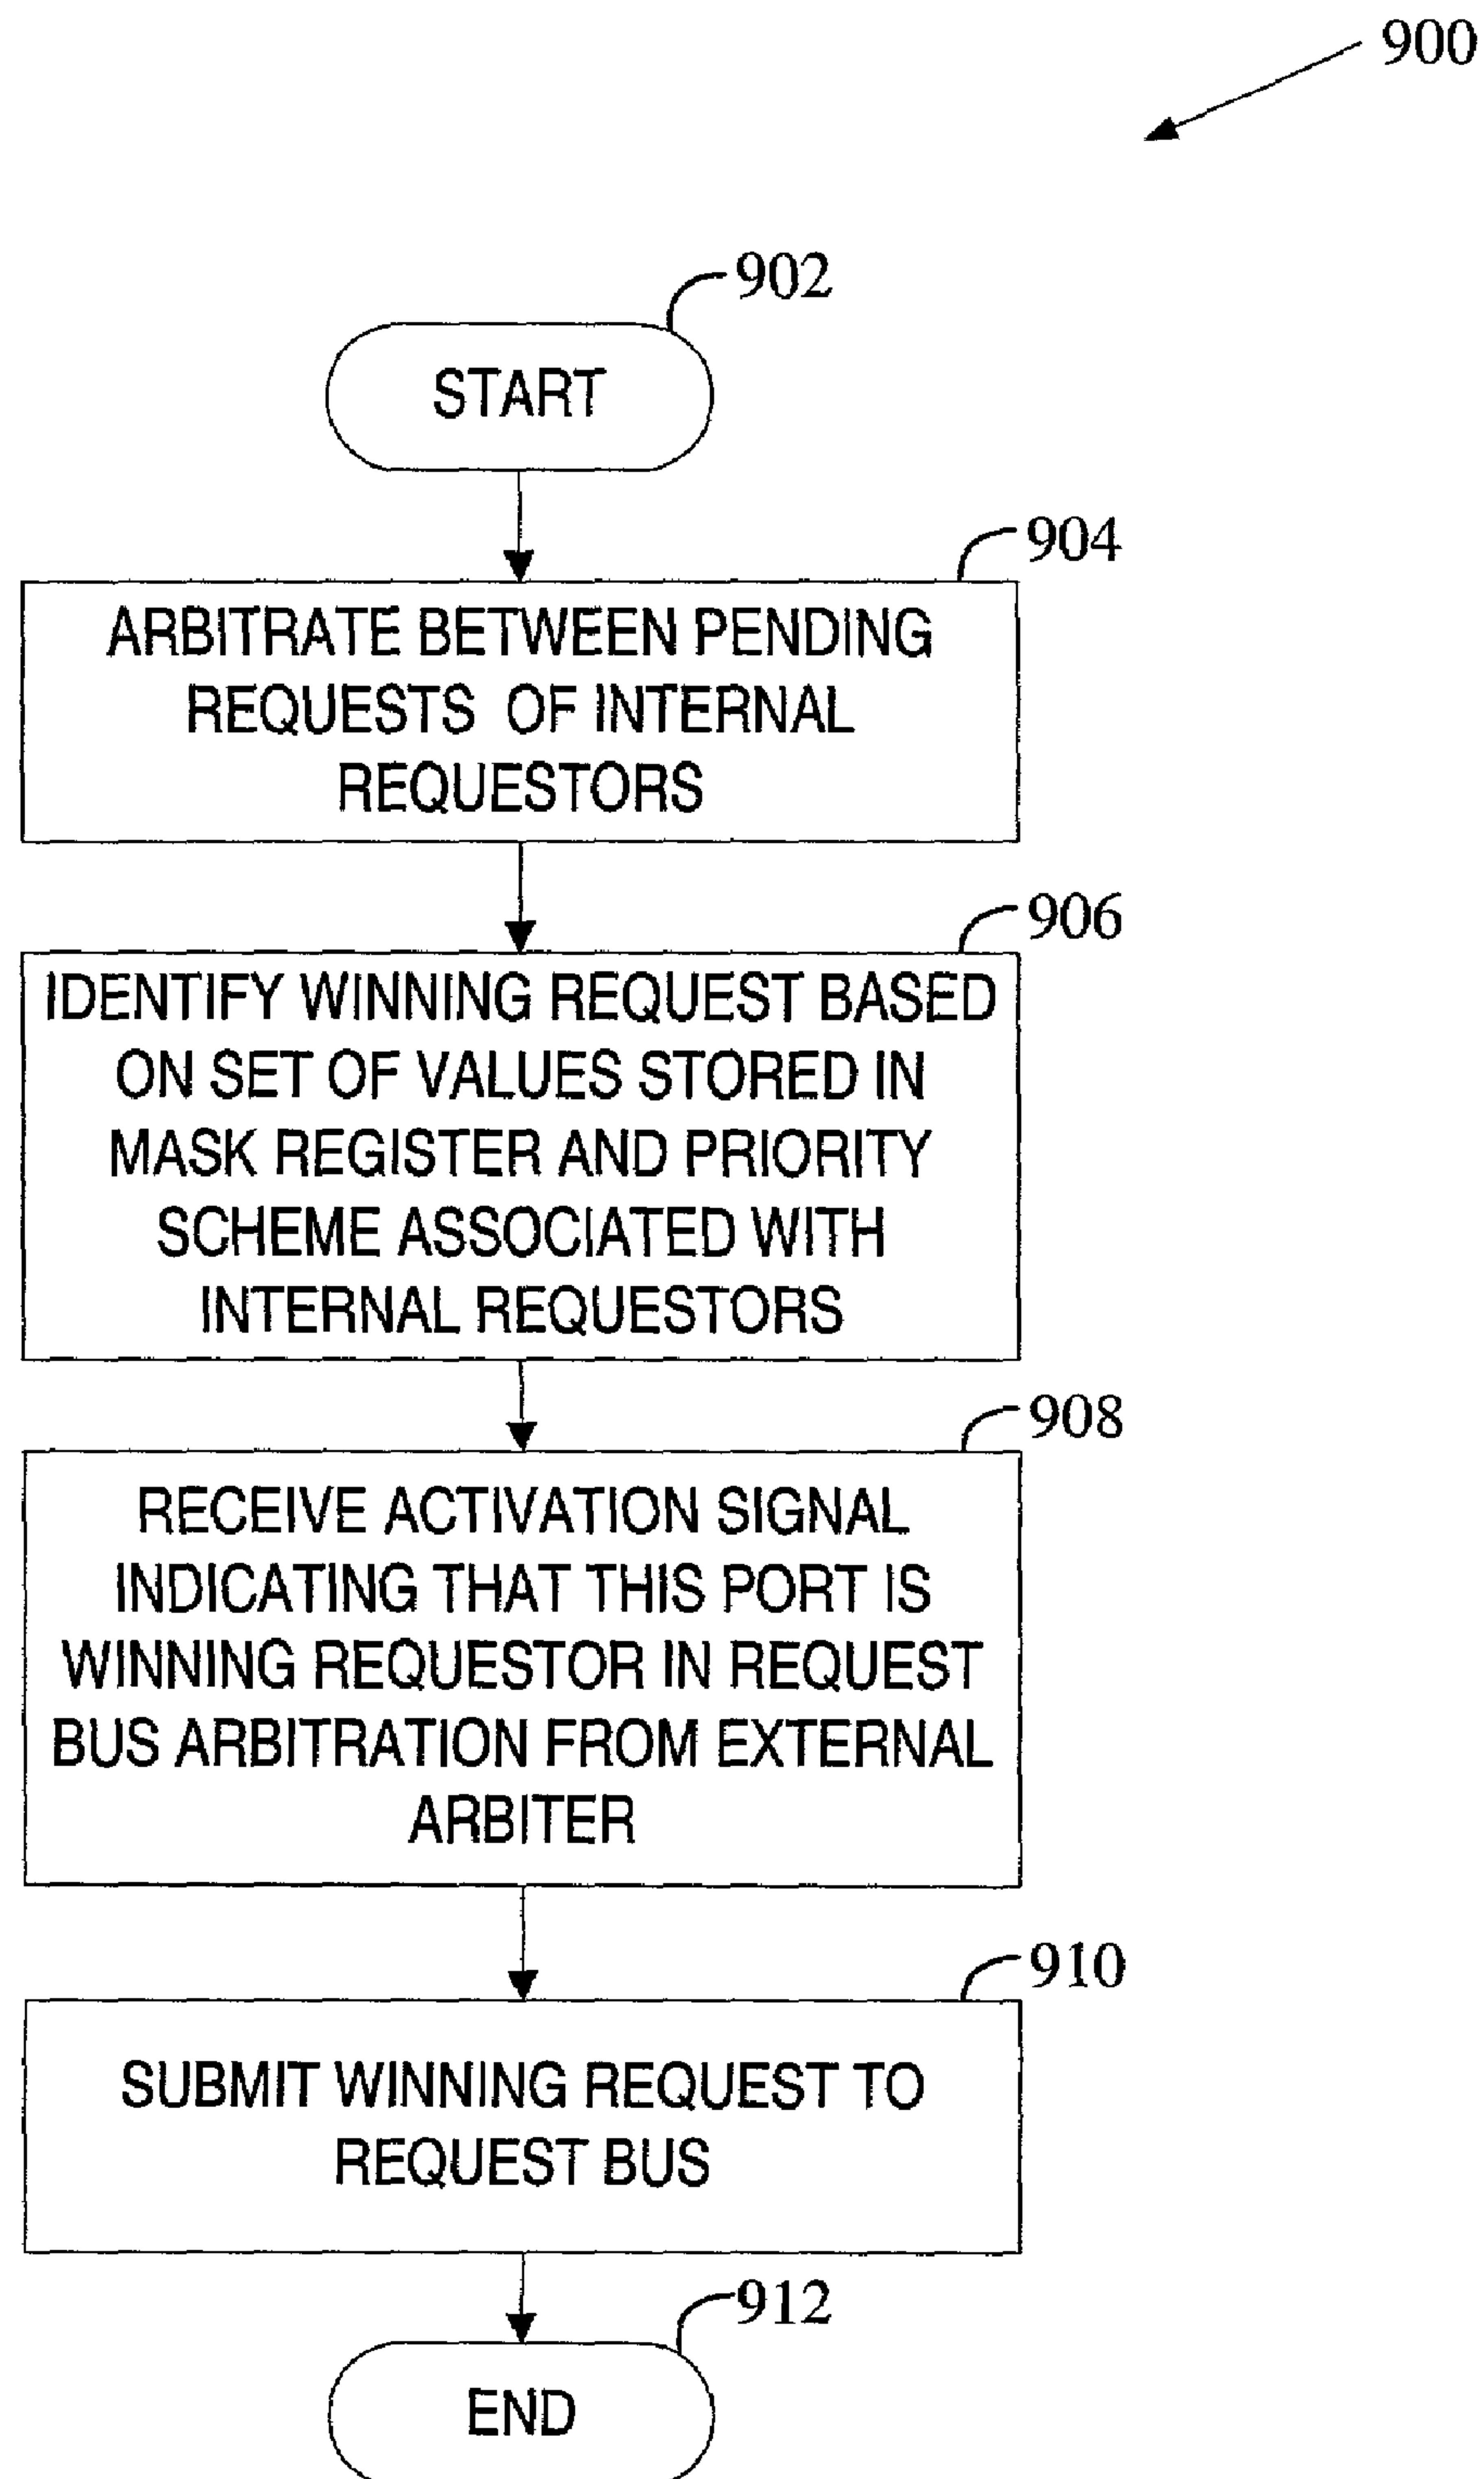 900
902
START
904
ARBITRATE BETWEEN PENDING
REQUESTS OF INTERNAL
REQUESTORS
906
IDENTIFY WINNING REQUEST BASED
ON SET OF VALUES STORED IN
MASK REGISTER AND PRIORITY
SCHEME ASSOCIATED WITH
INTERNAL REQUESTORS
908
RECEIVE ACTIVATION SIGNAL
INDICATING THAT THIS PORT IS
WINNING REQUESTOR IN REQUEST
BUS ARBITRATION FROM EXTERNAL
ARBITER
910
SUBMIT WINNING REQUEST TO
REQUEST BUS
912
END